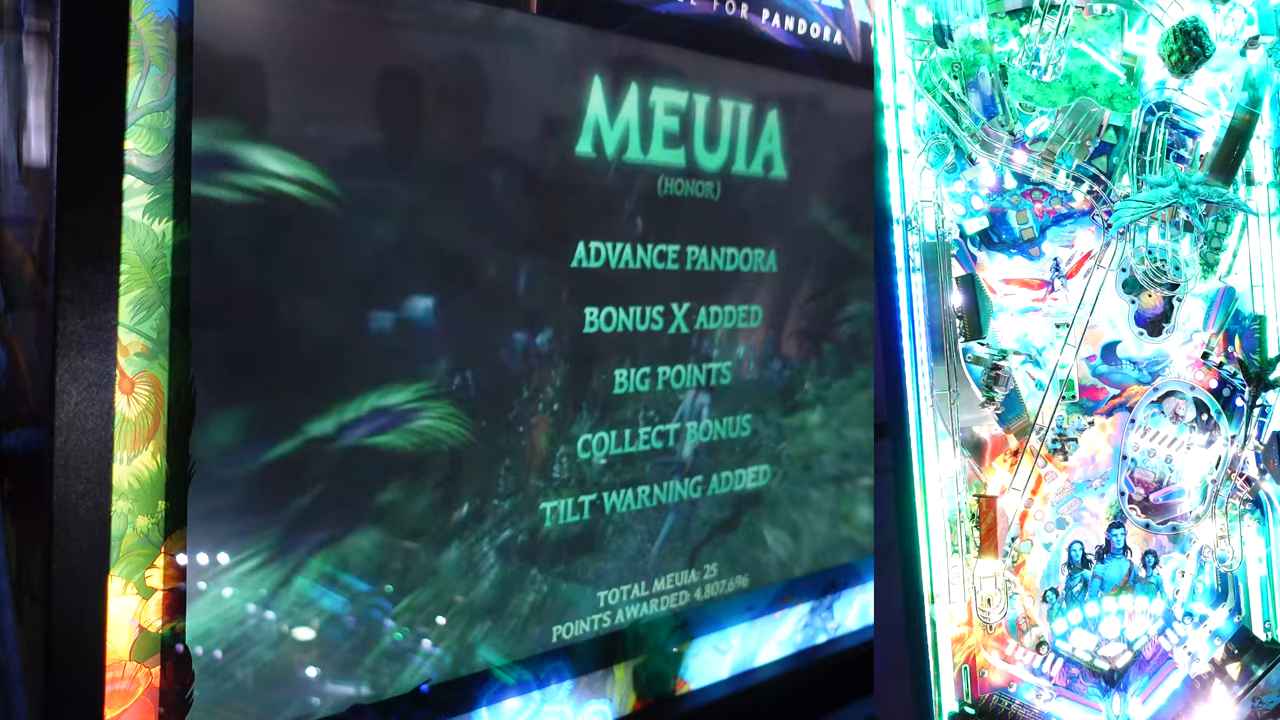 FOR PANDORA
MEUIA
(HONOR)
ADVANCE PANDORA
BONUS X ADDED
BIG POINTS
COLLECT BONUS
TILT WARNING ADDED
TOTAL MEUIA: 25
POINTS AWARDED: 4,807,696